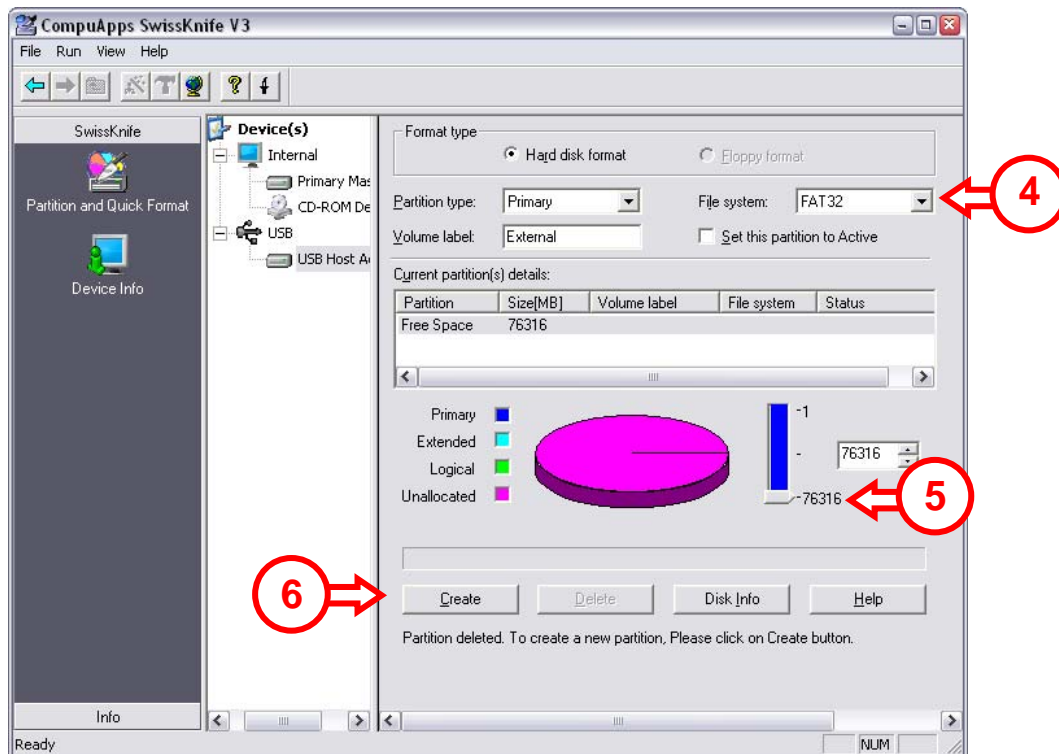 CompuApps SwissKnife V3
File Run View Help
SwissKnife
Partition and Quick Format
Device Info
Info
Device(s)
Internal
Primary Mas
CD-ROM De
USB
USB Host A
Format type
Hard disk format
Floppy format
Partition type: Primary
File system: FAT32
4
Volume label: External
Set this partition to Active
Current partition(s) details:
Partition Size[MB] Volume label File system Status
Free Space 76316
Primary
Extended
Logical
Unallocated
-1
-
76316
-76316
5
6
Create Delete Disk Info Help
Partition deleted. To create a new partition, Please click on Create button.
Ready
NUM